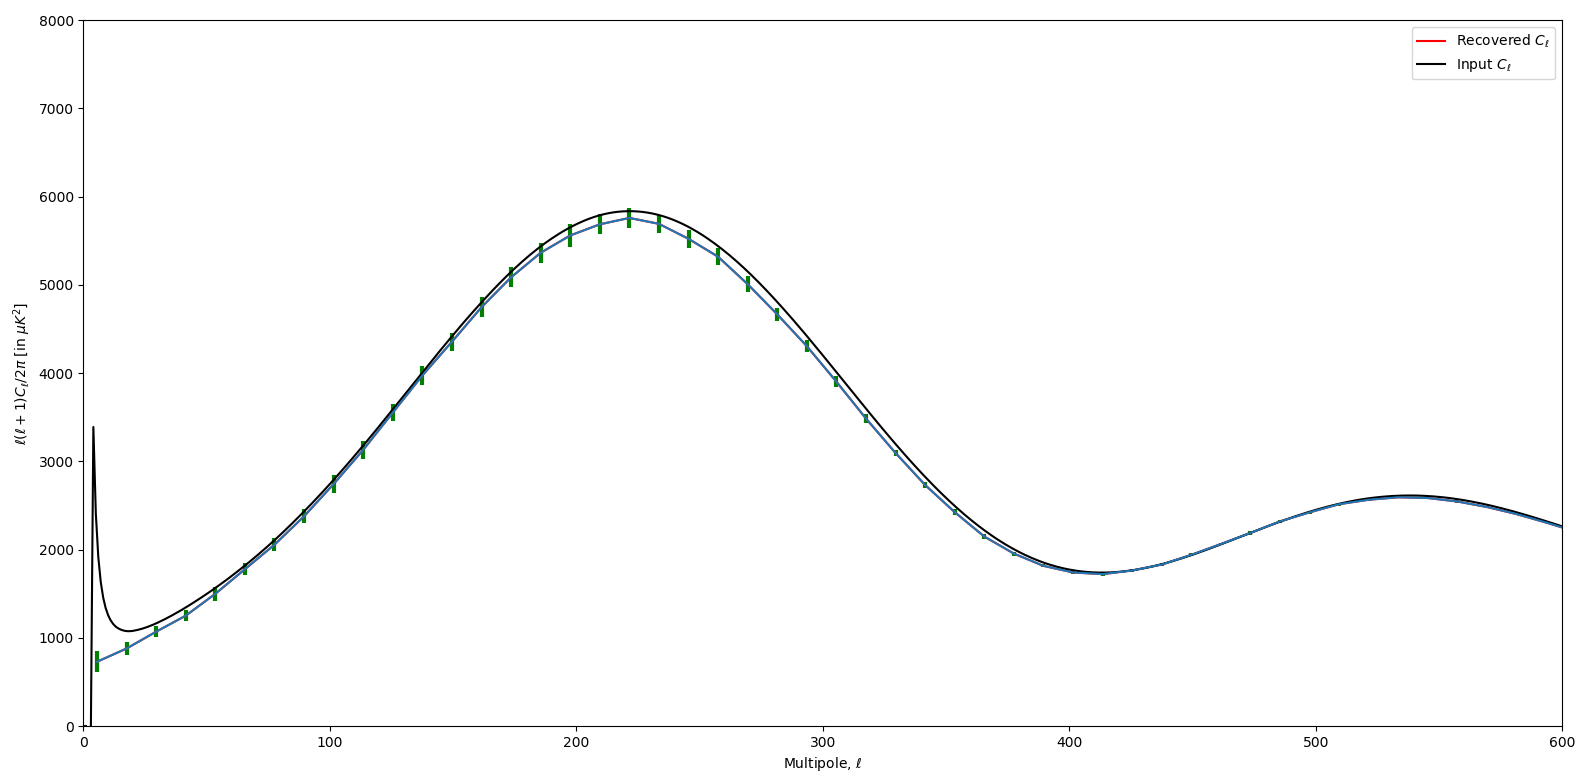 8000
7000
6000
5000
4000
3000
2000
1000
0
ℓ(ℓ + 1)C_ℓ/2π [in μK²]
Recovered C_ℓ
Input C_ℓ
0 100 200 300 400 500 600
Multipole, ℓ